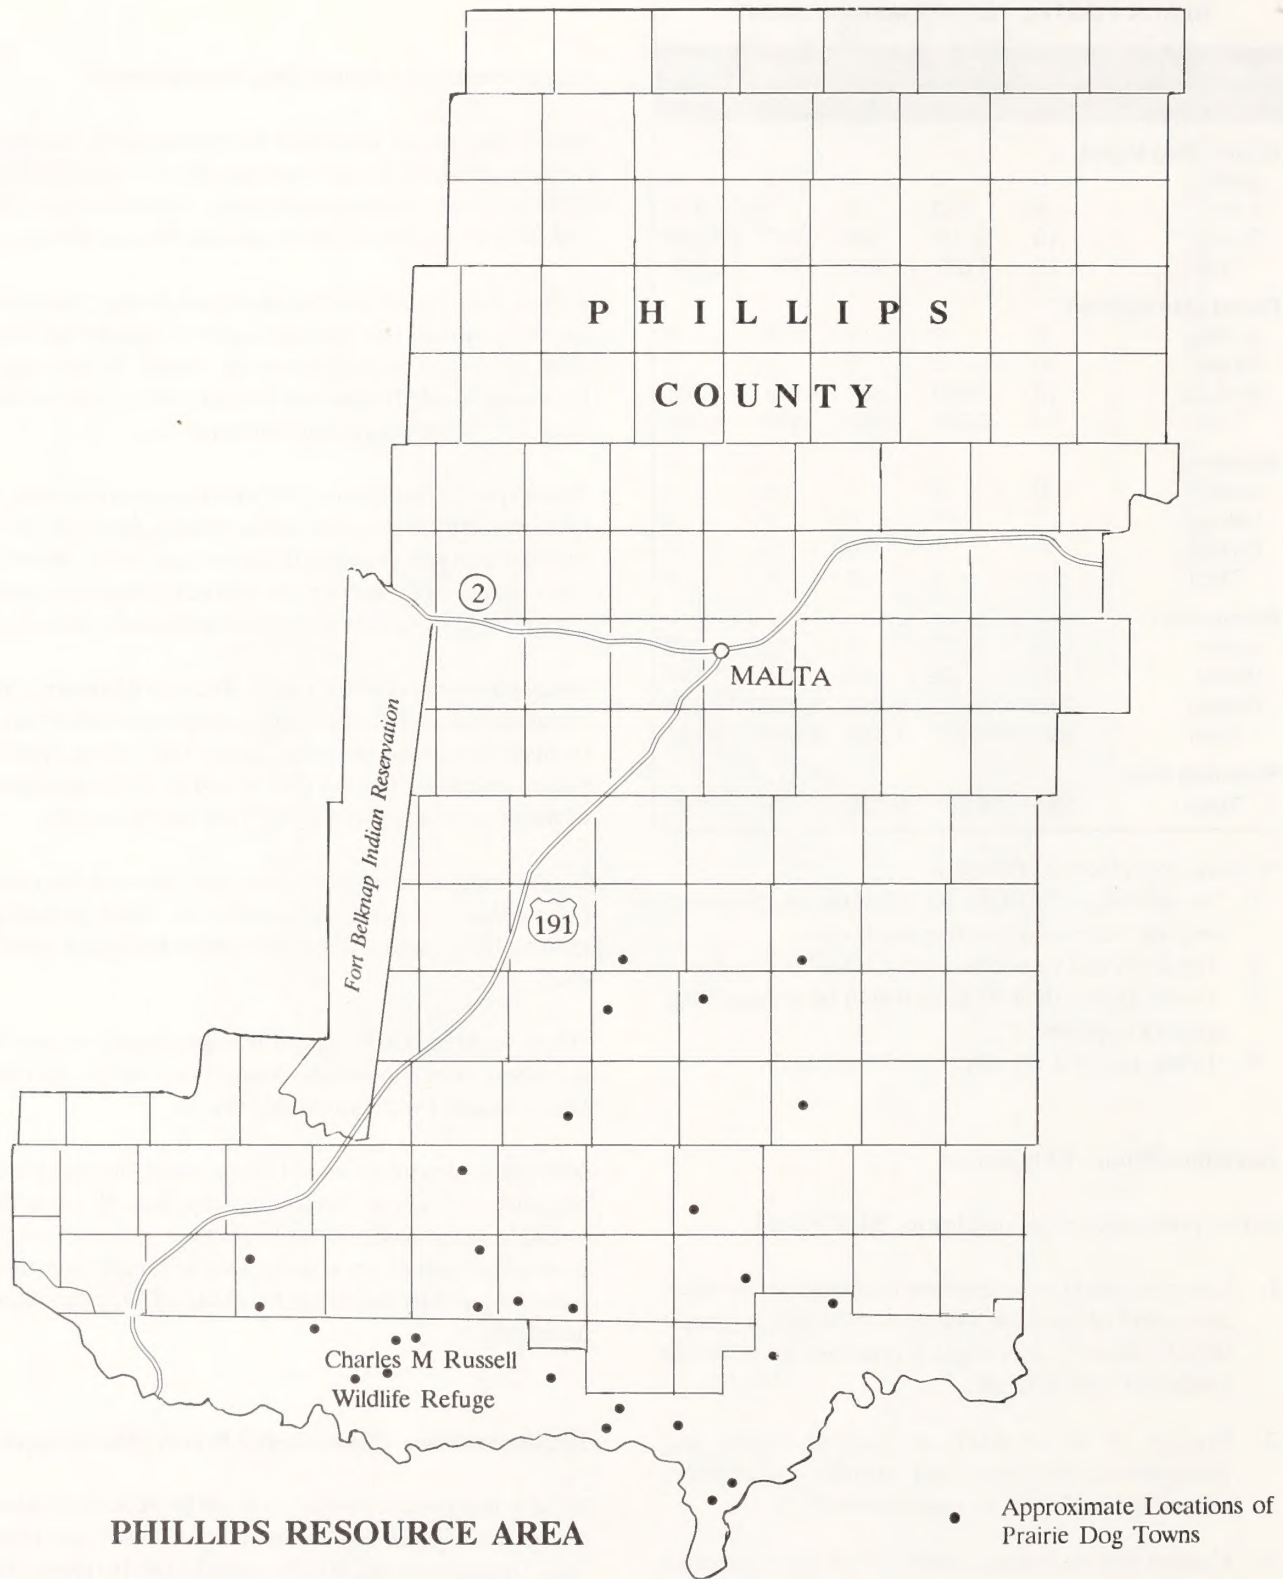 PHILLIPS
COUNTY
2
MALTA
Fort Belknap Indian Reservation
191
Charles M Russell
Wildlife Refuge
PHILLIPS RESOURCE AREA
Approximate Locations of
Prairie Dog Towns